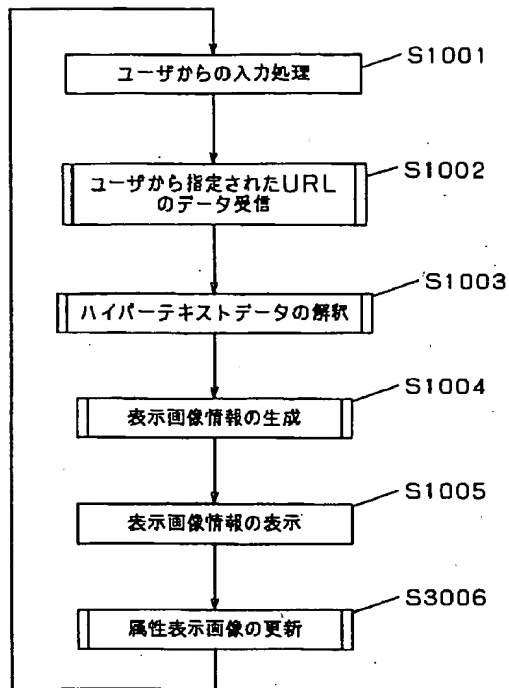 ユーザからの入力処理
S1001
ユーザから指定されたURL
のデータ受信
S1002
ハイパーテキストデータの解釈
S1003
表示画像情報の生成
S1004
表示画像情報の表示
S1005
属性表示画像の更新
S3006